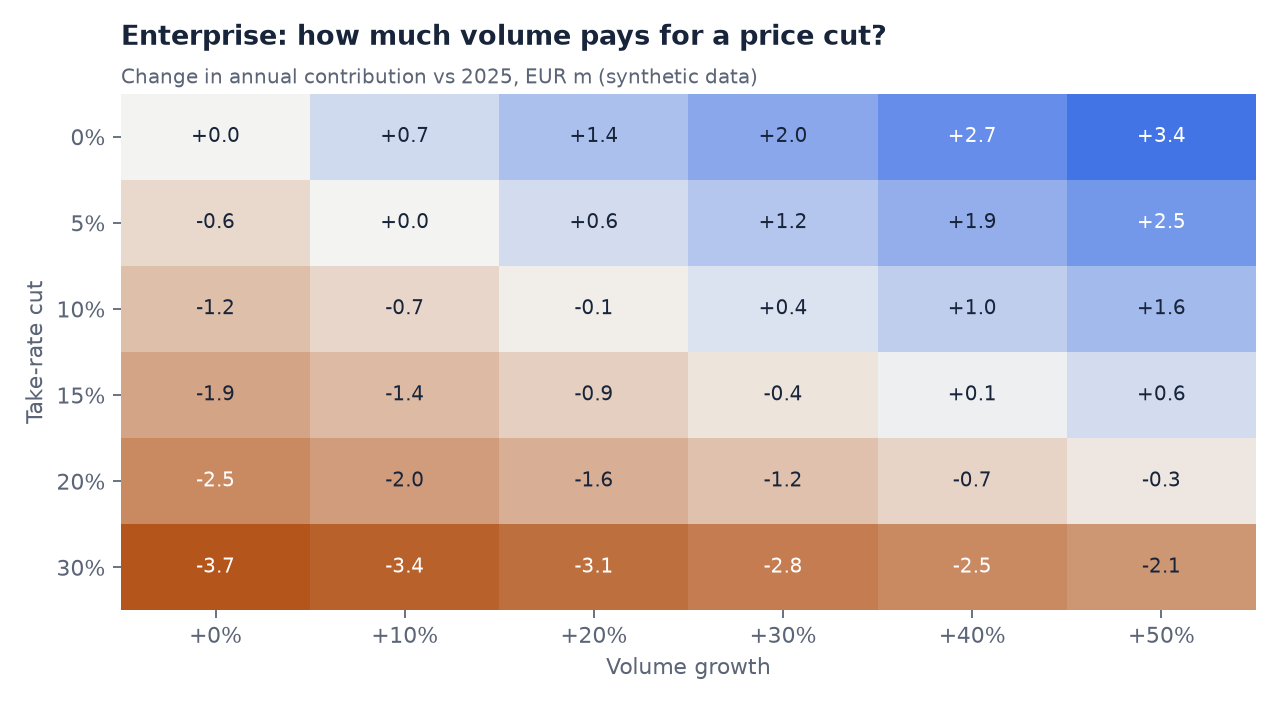 Enterprise: how much volume pays for a price cut?
Change in annual contribution vs 2025, EUR m (synthetic data)
Take-rate cut
0% +0.0 +0.7 +1.4 +2.0 +2.7 +3.4
5% -0.6 +0.0 +0.6 +1.2 +1.9 +2.5
10% -1.2 -0.7 -0.1 +0.4 +1.0 +1.6
15% -1.9 -1.4 -0.9 -0.4 +0.1 +0.6
20% -2.5 -2.0 -1.6 -1.2 -0.7 -0.3
30% -3.7 -3.4 -3.1 -2.8 -2.5 -2.1
+0% +10% +20% +30% +40% +50%
Volume growth